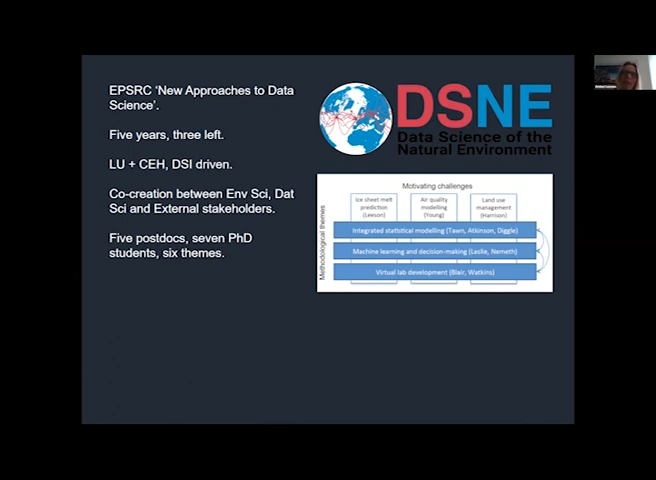 EPSRC ‘New Approaches to Data
Science’.
Five years, three left.
LU + CEH, DSI driven.
Co-creation between Env Sci, Dat
Sci and External stakeholders.
Five postdocs, seven PhD
students, six themes.
DSNE
Data Science of the
Natural Environment
Motivating challenges
Methodological themes
Ice sheet melt
prediction
(Leeson)
Air quality
modelling
(Young)
Land use
management
(Harrison)
Integrated statistical modelling (Tawn, Atkinson, Diggle)
Machine learning and decision-making (Leslie, Nemeth)
Virtual lab development (Blair, Watkins)